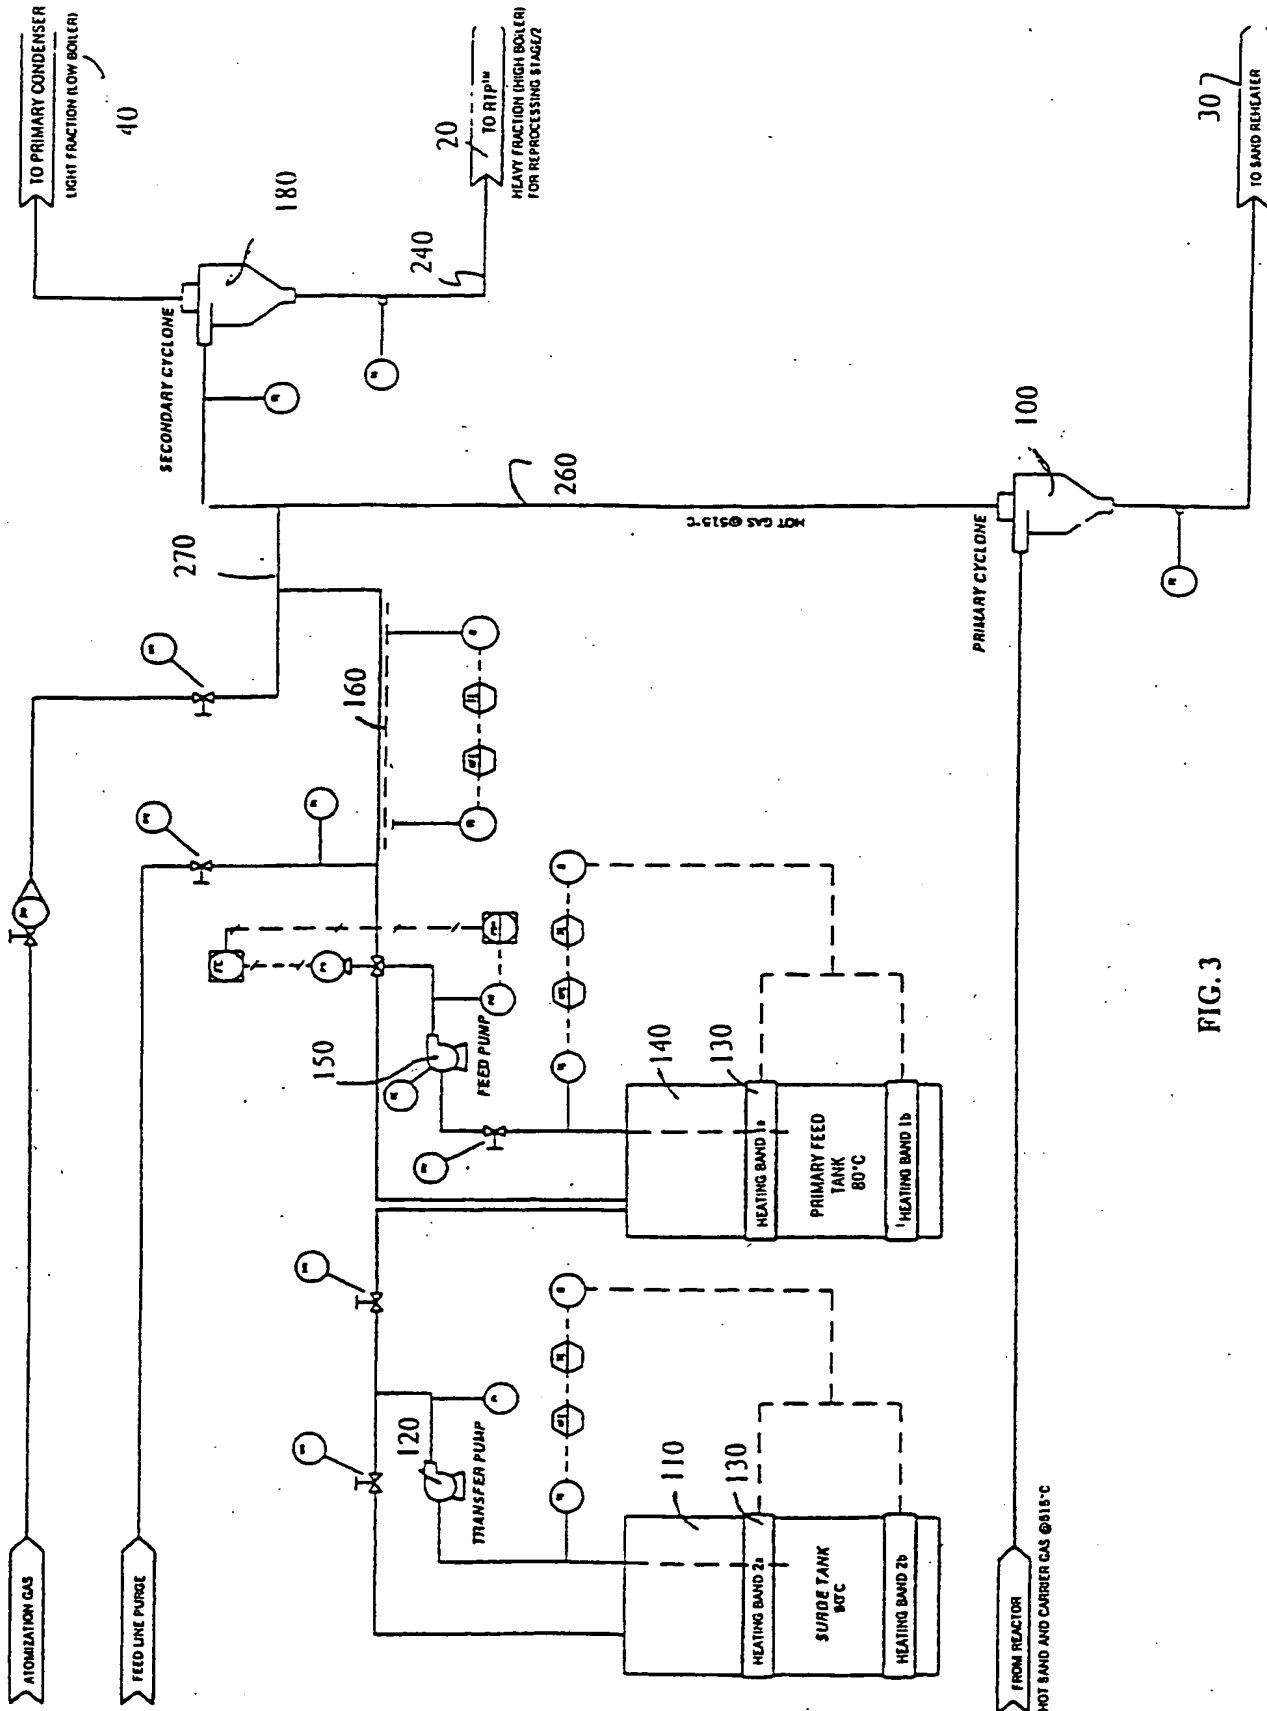 ATOMIZATION GAS
FEED LINE PURGE
TO PRIMARY CONDENSER
LIGHT FRACTION (LOW BOILER)
40
SECONDARY CYCLONE
180
20
TO RTP™
HEAVY FRACTION (HIGH BOILER)
FOR REPROCESSING STAGE/2
240
270
260
HOT GAS @515°C
160
150
FEED PUMP
120
TRANSFER PUMP
110
130
HEATING BAND 2a
SURDE TANK
80°C
HEATING BAND 2b
140
130
HEATING BAND 1a
PRIMARY FEED
TANK
80°C
HEATING BAND 1b
PRIMARY CYCLONE
100
FROM REACTOR
HOT SAND AND CARRIER GAS @515°C
30
TO SAND REHEATER
FIG. 3